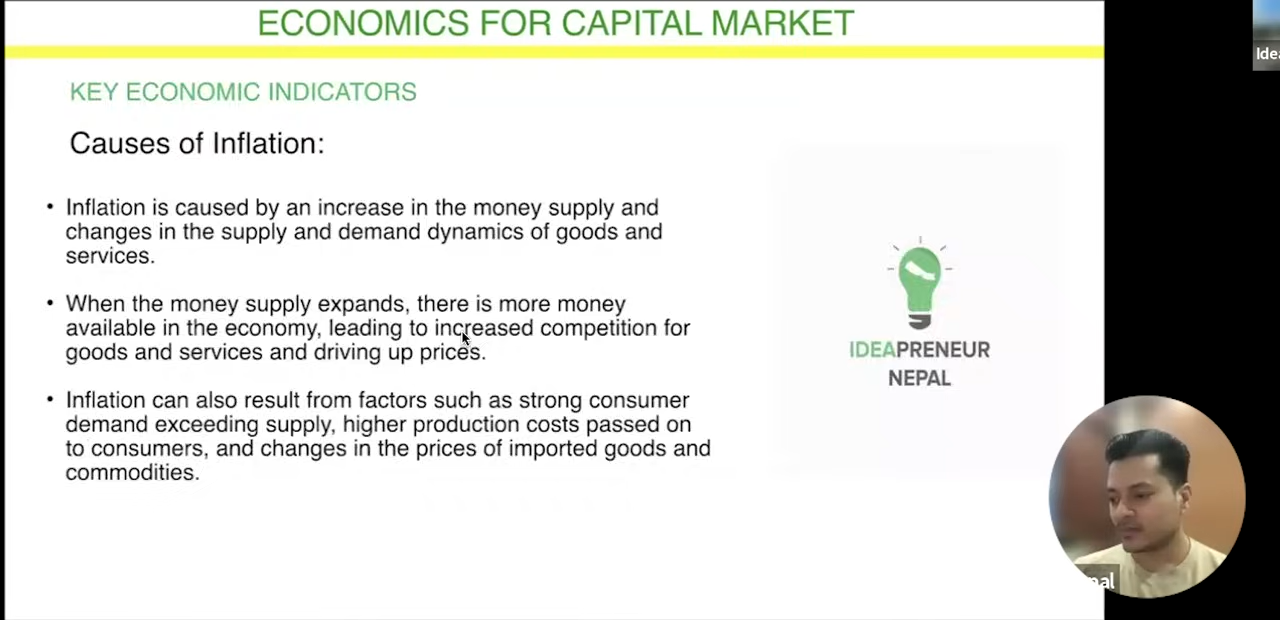 ECONOMICS FOR CAPITAL MARKET
KEY ECONOMIC INDICATORS
Causes of Inflation:
• Inflation is caused by an increase in the money supply and
changes in the supply and demand dynamics of goods and
services.
• When the money supply expands, there is more money
available in the economy, leading to increased competition for
goods and services and driving up prices.
• Inflation can also result from factors such as strong consumer
demand exceeding supply, higher production costs passed on
to consumers, and changes in the prices of imported goods and
commodities.
IDEAPRENEUR
NEPAL